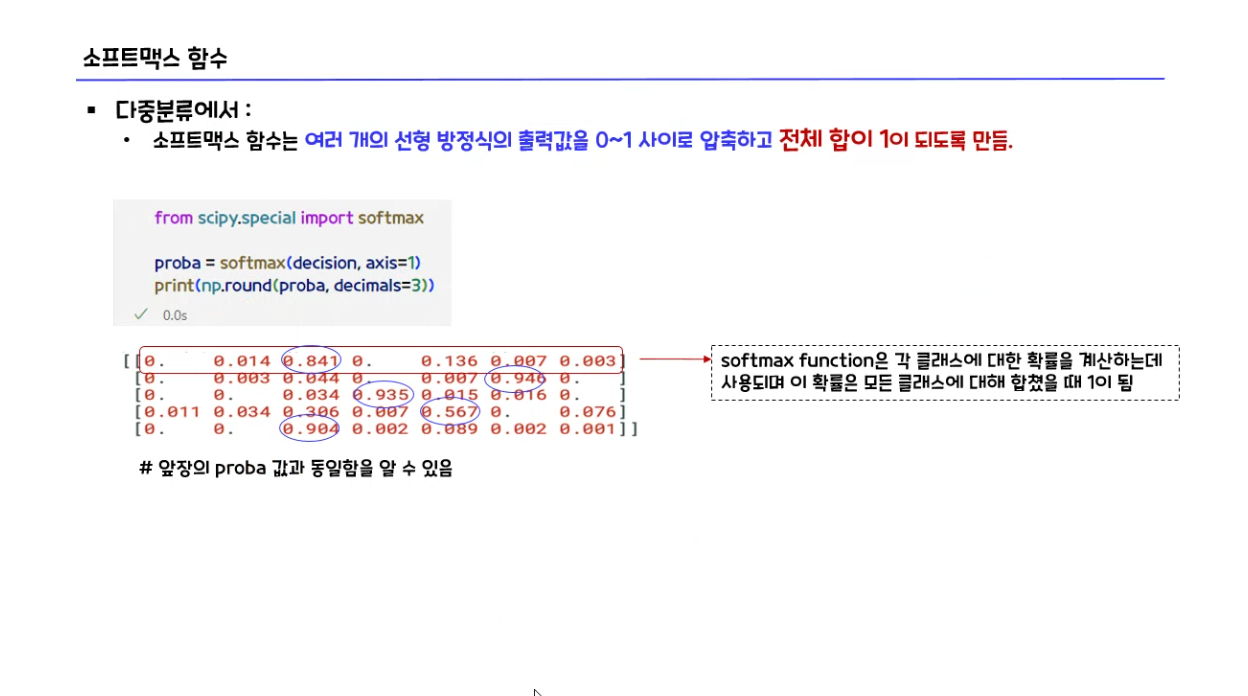 소프트맥스 함수
▪ 다중분류에서 :
• 소프트맥스 함수는 여러 개의 선형 방정식의 출력값을 0~1 사이로 압축하고 전체 합이 1이 되도록 만듬.
from scipy.special import softmax
proba = softmax(decision, axis=1)
print(np.round(proba, decimals=3))
✓ 0.0s
[[0. 0.014 0.841 0. 0.136 0.007 0.003]
[0. 0.003 0.044 0. 0.007 0.946 0. ]
[0. 0. 0.034 0.935 0.015 0.016 0. ]
[0.011 0.034 0.306 0.007 0.567 0. 0.076]
[0. 0. 0.904 0.002 0.089 0.002 0.001]]
softmax function은 각 클래스에 대한 확률을 계산하는데
사용되며 이 확률은 모든 클래스에 대해 합쳤을 때 1이 됨
# 앞장의 proba 값과 동일함을 알 수 있음